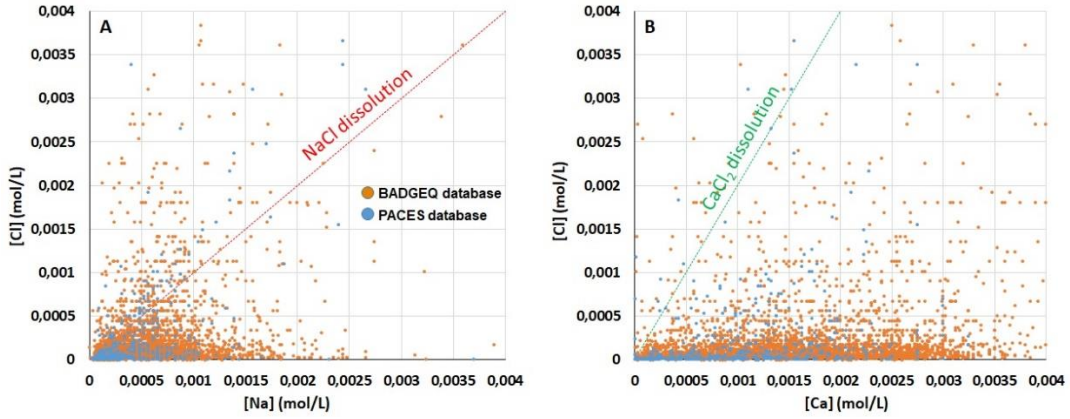 A
0,004
0,0035
0,003
0,0025
0,002
0,0015
0,001
0,0005
0
[Cl] (mol/L)
NaCl dissolution
BADGEQ database
PACES database
0 0,0005 0,001 0,0015 0,002 0,0025 0,003 0,0035 0,004
[Na] (mol/L)
B
0,004
0,0035
0,003
0,0025
0,002
0,0015
0,001
0,0005
0
[Cl] (mol/L)
CaCl₂ dissolution
0 0,0005 0,001 0,0015 0,002 0,0025 0,003 0,0035 0,004
[Ca] (mol/L)